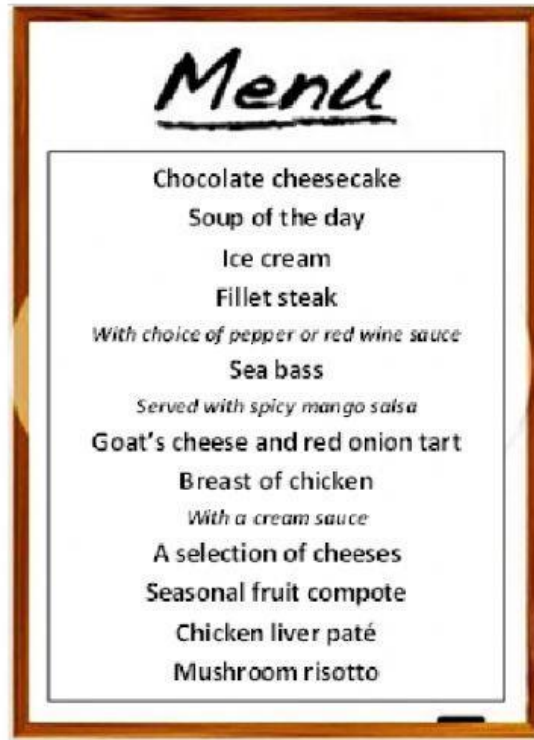 Menu
Chocolate cheesecake
Soup of the day
Ice cream
Fillet steak
With choice of pepper or red wine sauce
Sea bass
Served with spicy mango salsa
Goat's cheese and red onion tart
Breast of chicken
With a cream sauce
A selection of cheeses
Seasonal fruit compote
Chicken liver paté
Mushroom risotto